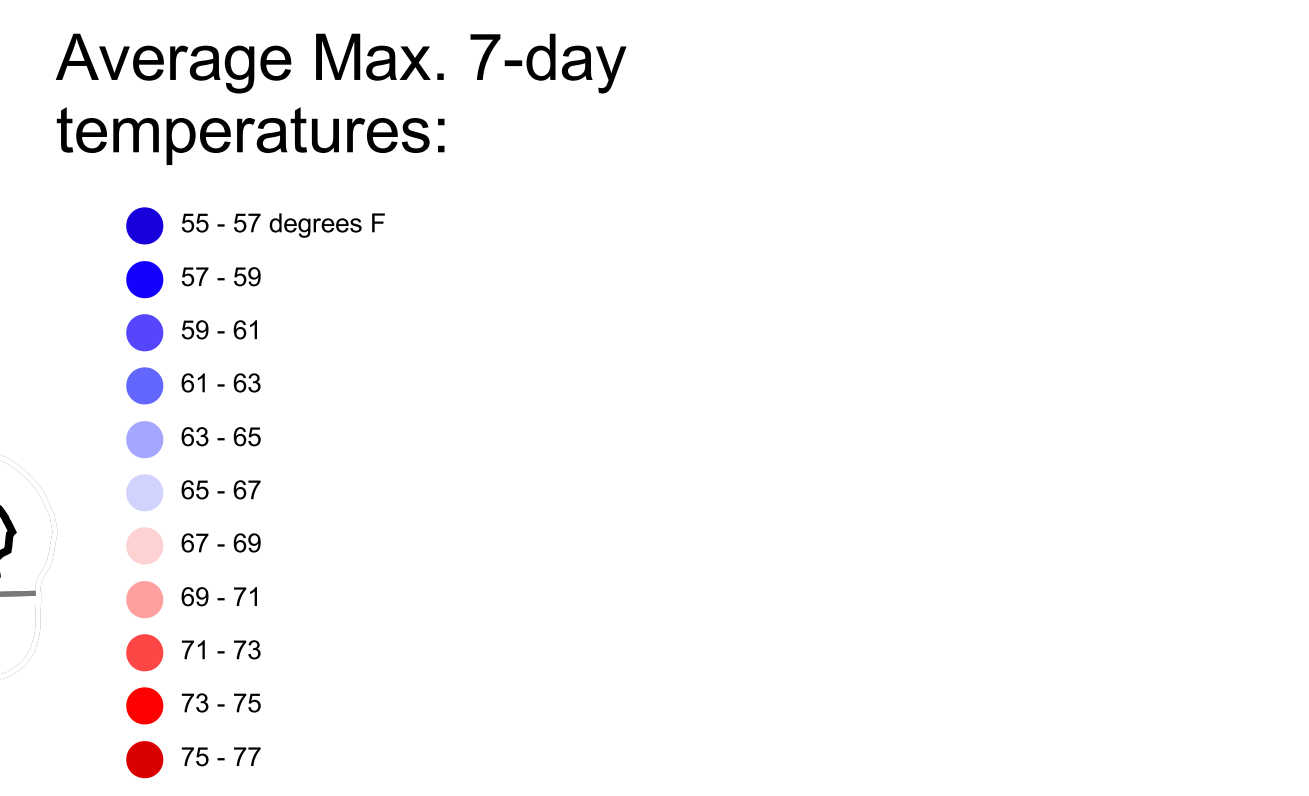 Average Max. 7-day
temperatures:
55 - 57 degrees F
57 - 59
59 - 61
61 - 63
63 - 65
65 - 67
67 - 69
69 - 71
71 - 73
73 - 75
75 - 77